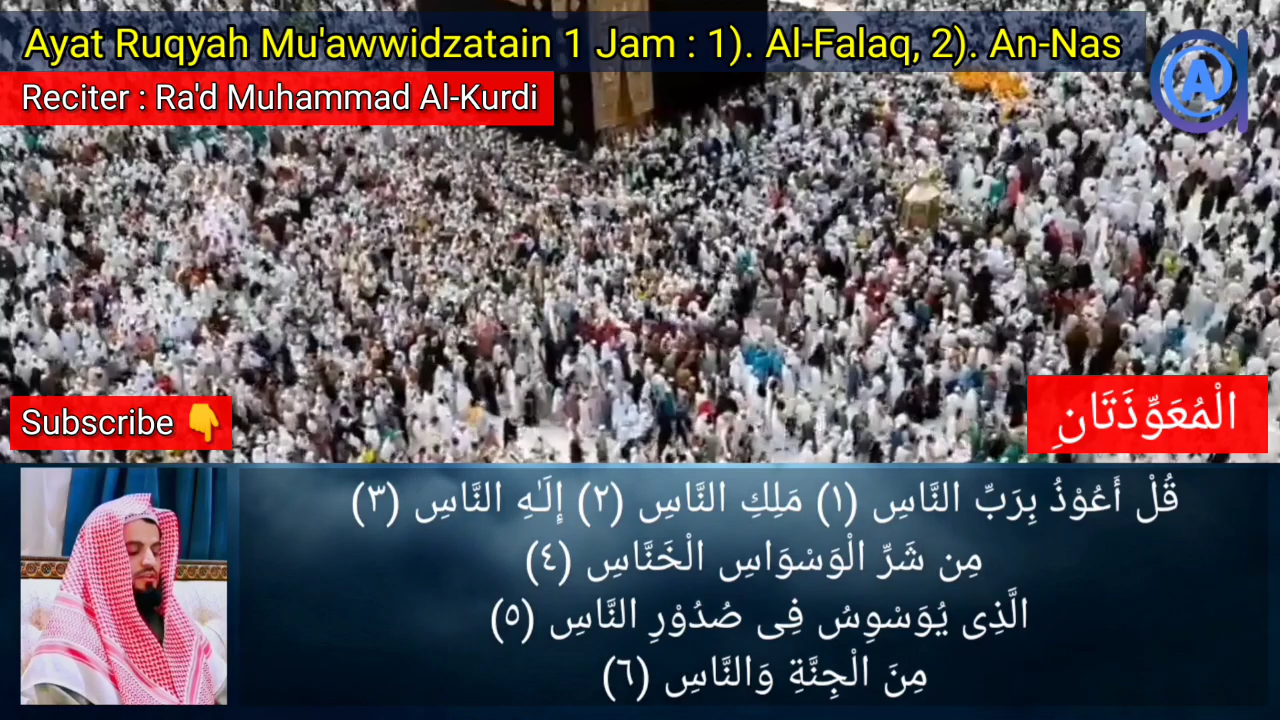 Ayat Ruqyah Mu'awwidzatain 1 Jam : 1). Al-Falaq, 2). An-Nas
Reciter : Ra'd Muhammad Al-Kurdi
Subscribe 👇
الْمُعَوِّذَتَانِ
قُلْ أَعُوْذُ بِرَبِّ النَّاسِ (١) مَلِكِ النَّاسِ (٢) إِلَـٰهِ النَّاسِ (٣)
مِن شَرِّ الْوَسْوَاسِ الْخَنَّاسِ (٤)
الَّذِى يُوَسْوِسُ فِى صُدُوْرِ النَّاسِ (٥)
مِنَ الْجِنَّةِ وَالنَّاسِ (٦)